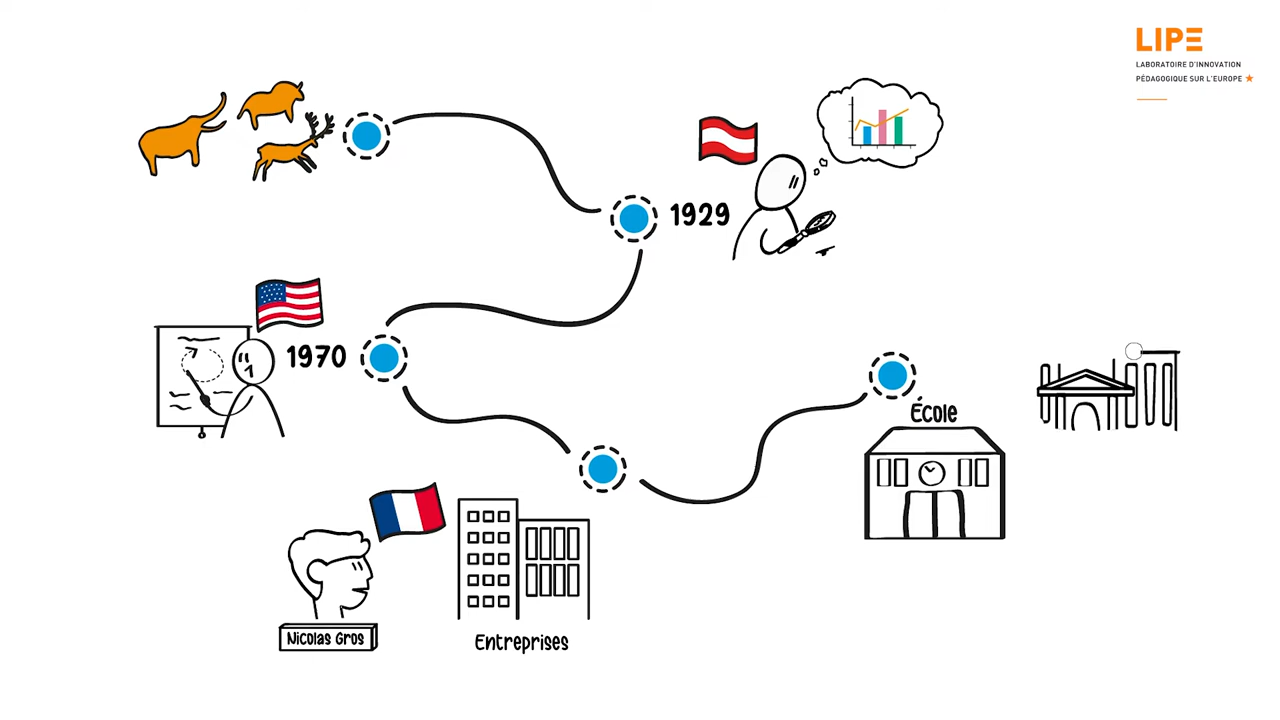 LIPE
LABORATOIRE D'INNOVATION
PÉDAGOGIQUE SUR L'EUROPE
1929
1970
École
Nicolas Gros
Entreprises